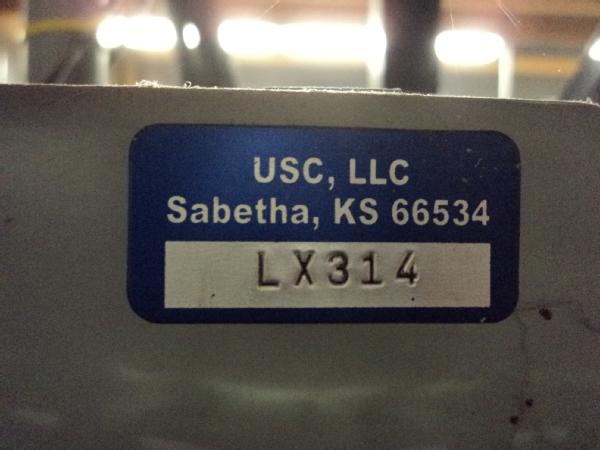 USC, LLC
Sabetha, KS 66534
LX314